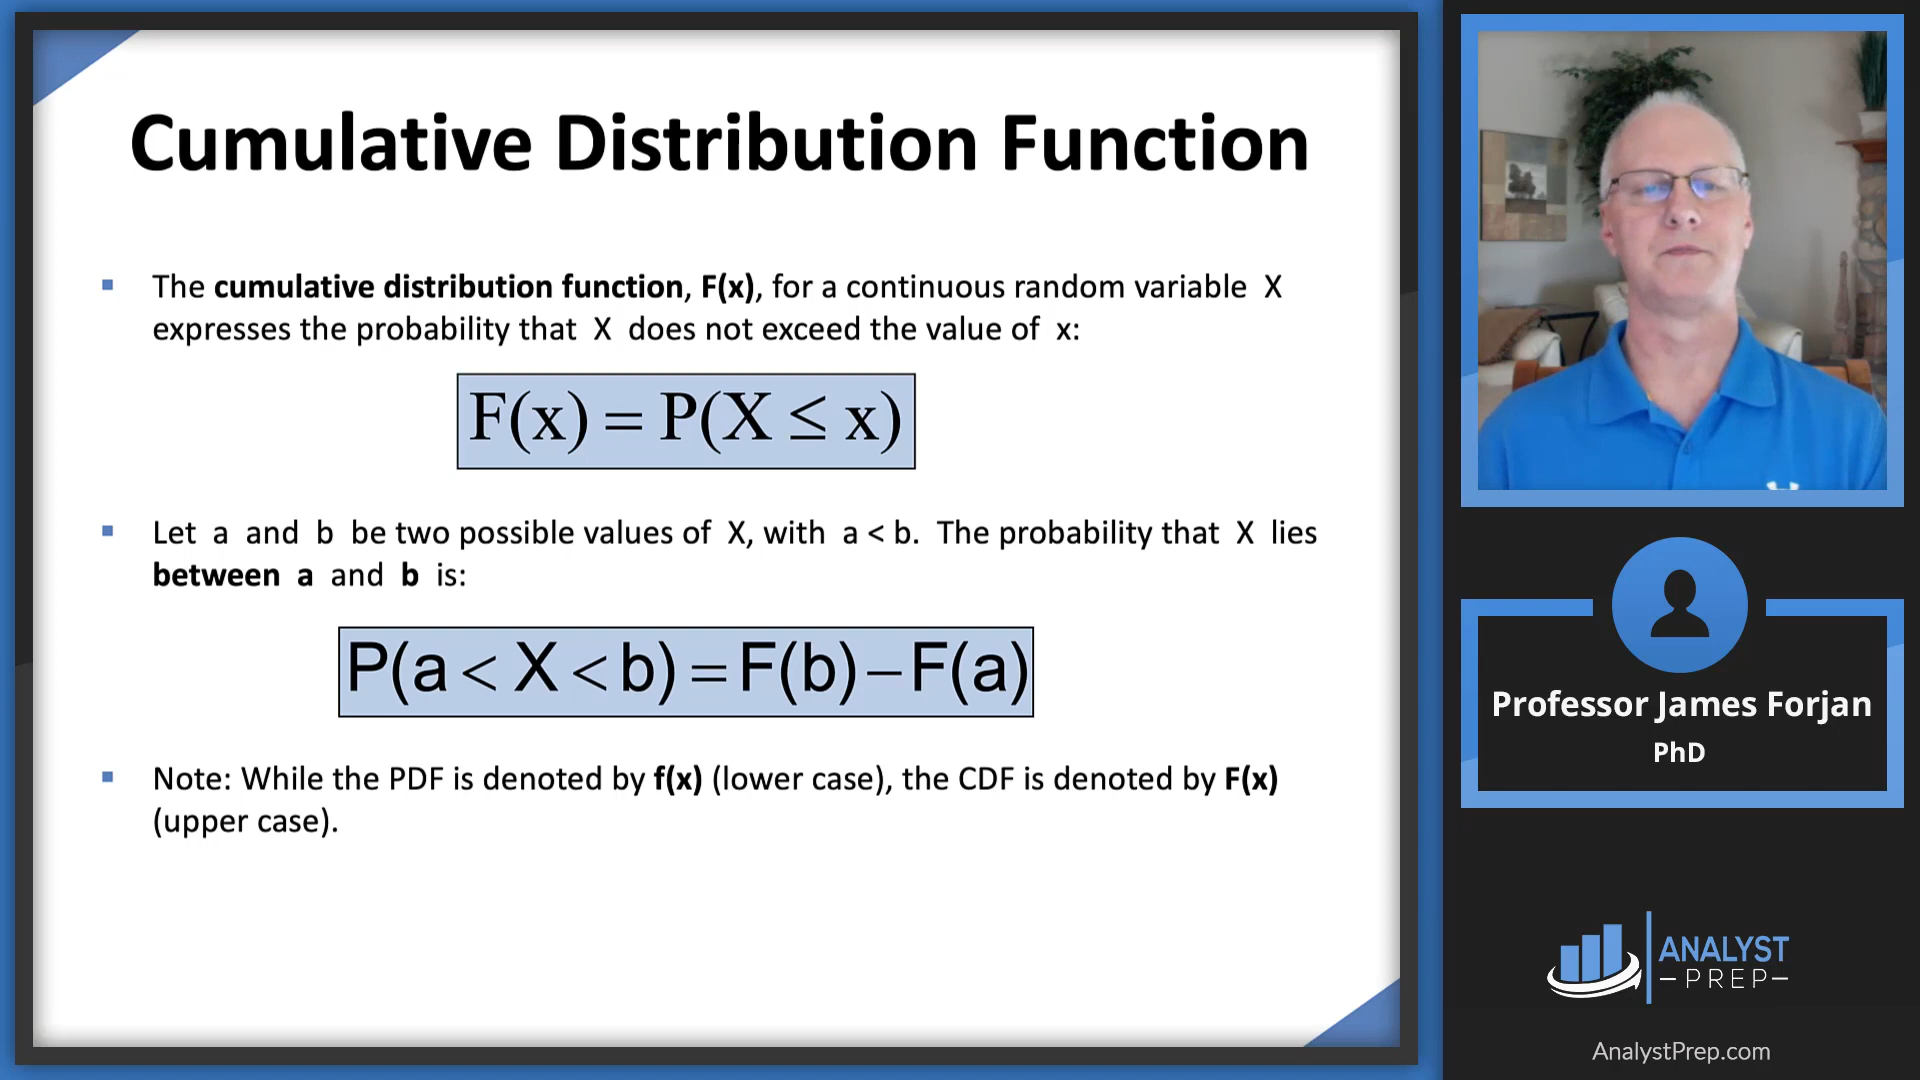 Cumulative Distribution Function
▪ The cumulative distribution function, F(x), for a continuous random variable X
expresses the probability that X does not exceed the value of x:
F(x) = P(X ≤ x)
▪ Let a and b be two possible values of X, with a < b. The probability that X lies
between a and b is:
P(a < X < b) = F(b) – F(a)
▪ Note: While the PDF is denoted by f(x) (lower case), the CDF is denoted by F(x)
(upper case).
Professor James Forjan
PhD
ANALYST
–PREP–
AnalystPrep.com